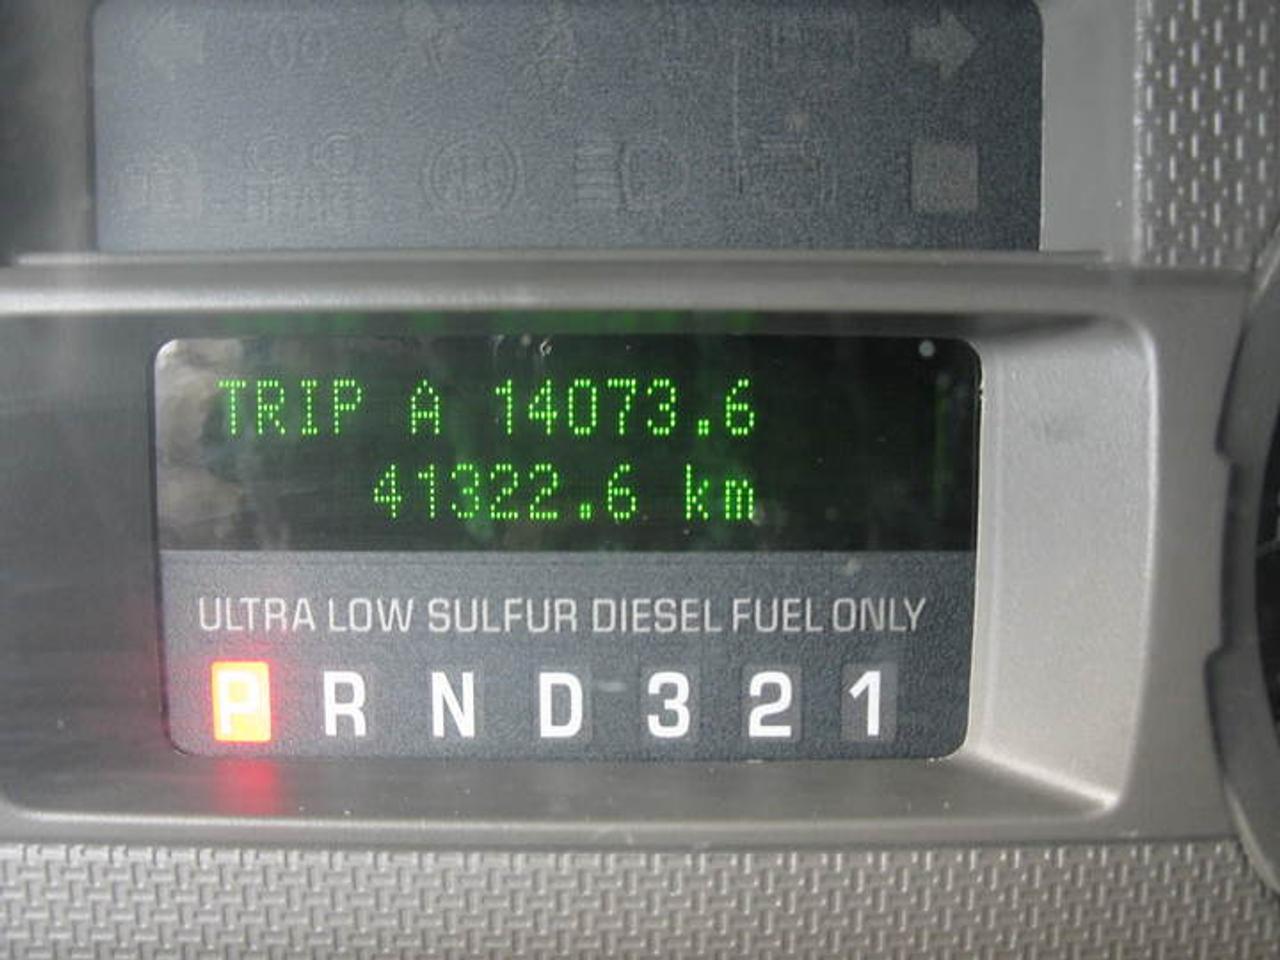 TRIP A 14073.6
41322.6 km
ULTRA LOW SULFUR DIESEL FUEL ONLY
P R N D 3 2 1